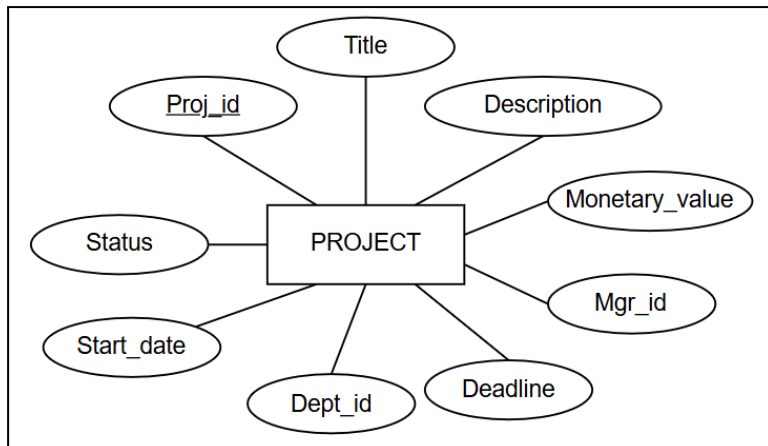 Title
Proj_id
Description
Monetary_value
Status
PROJECT
Mgr_id
Start_date
Deadline
Dept_id